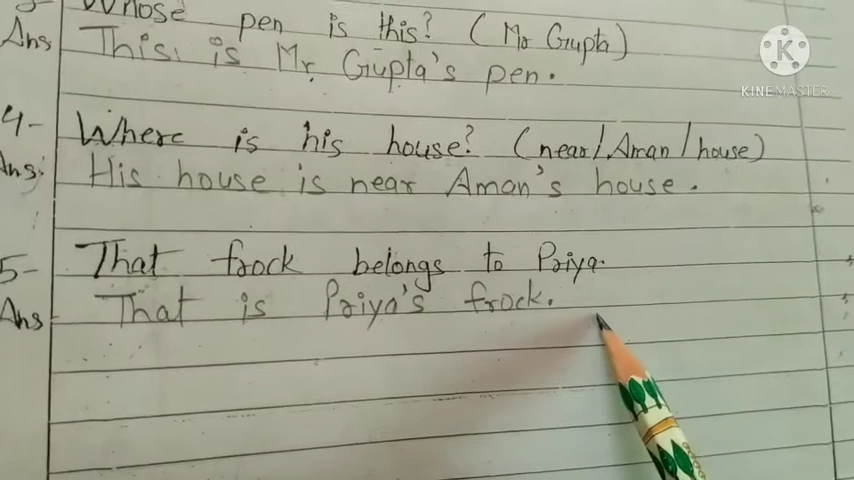 Whose pen is this? (Mr Gupta)
Ans This is Mr. Gupta's pen.
4- Where is his house? (near/Aman/house)
Ans: His house is near Aman's house.
5- That frock belongs to Priya.
Ans That is Priya's frock.
K
KINEMASTER